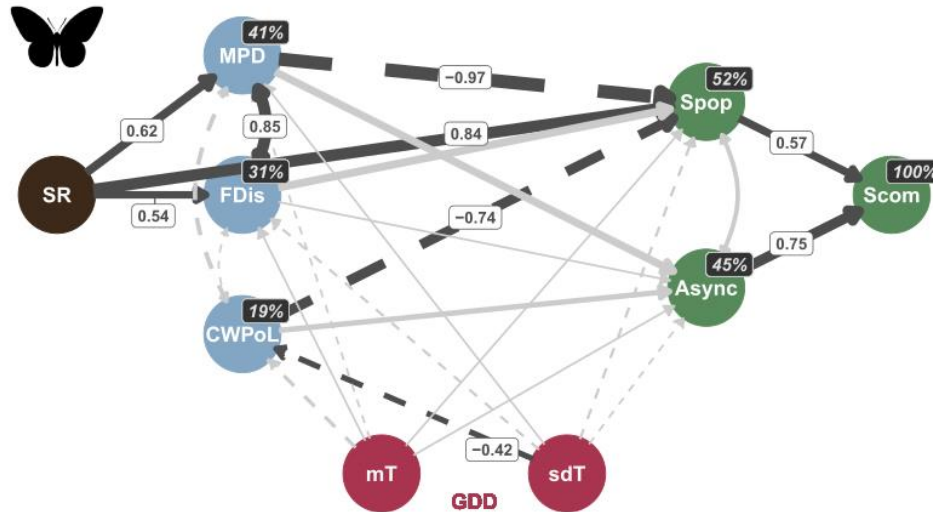 41%
MPD
−0.97
52%
Spop
0.62
0.85
0.84
0.57
31%
100%
SR
FDis
Scom
0.54
−0.74
0.75
45%
Async
19%
CWPoL
−0.42
mT
sdT
GDD